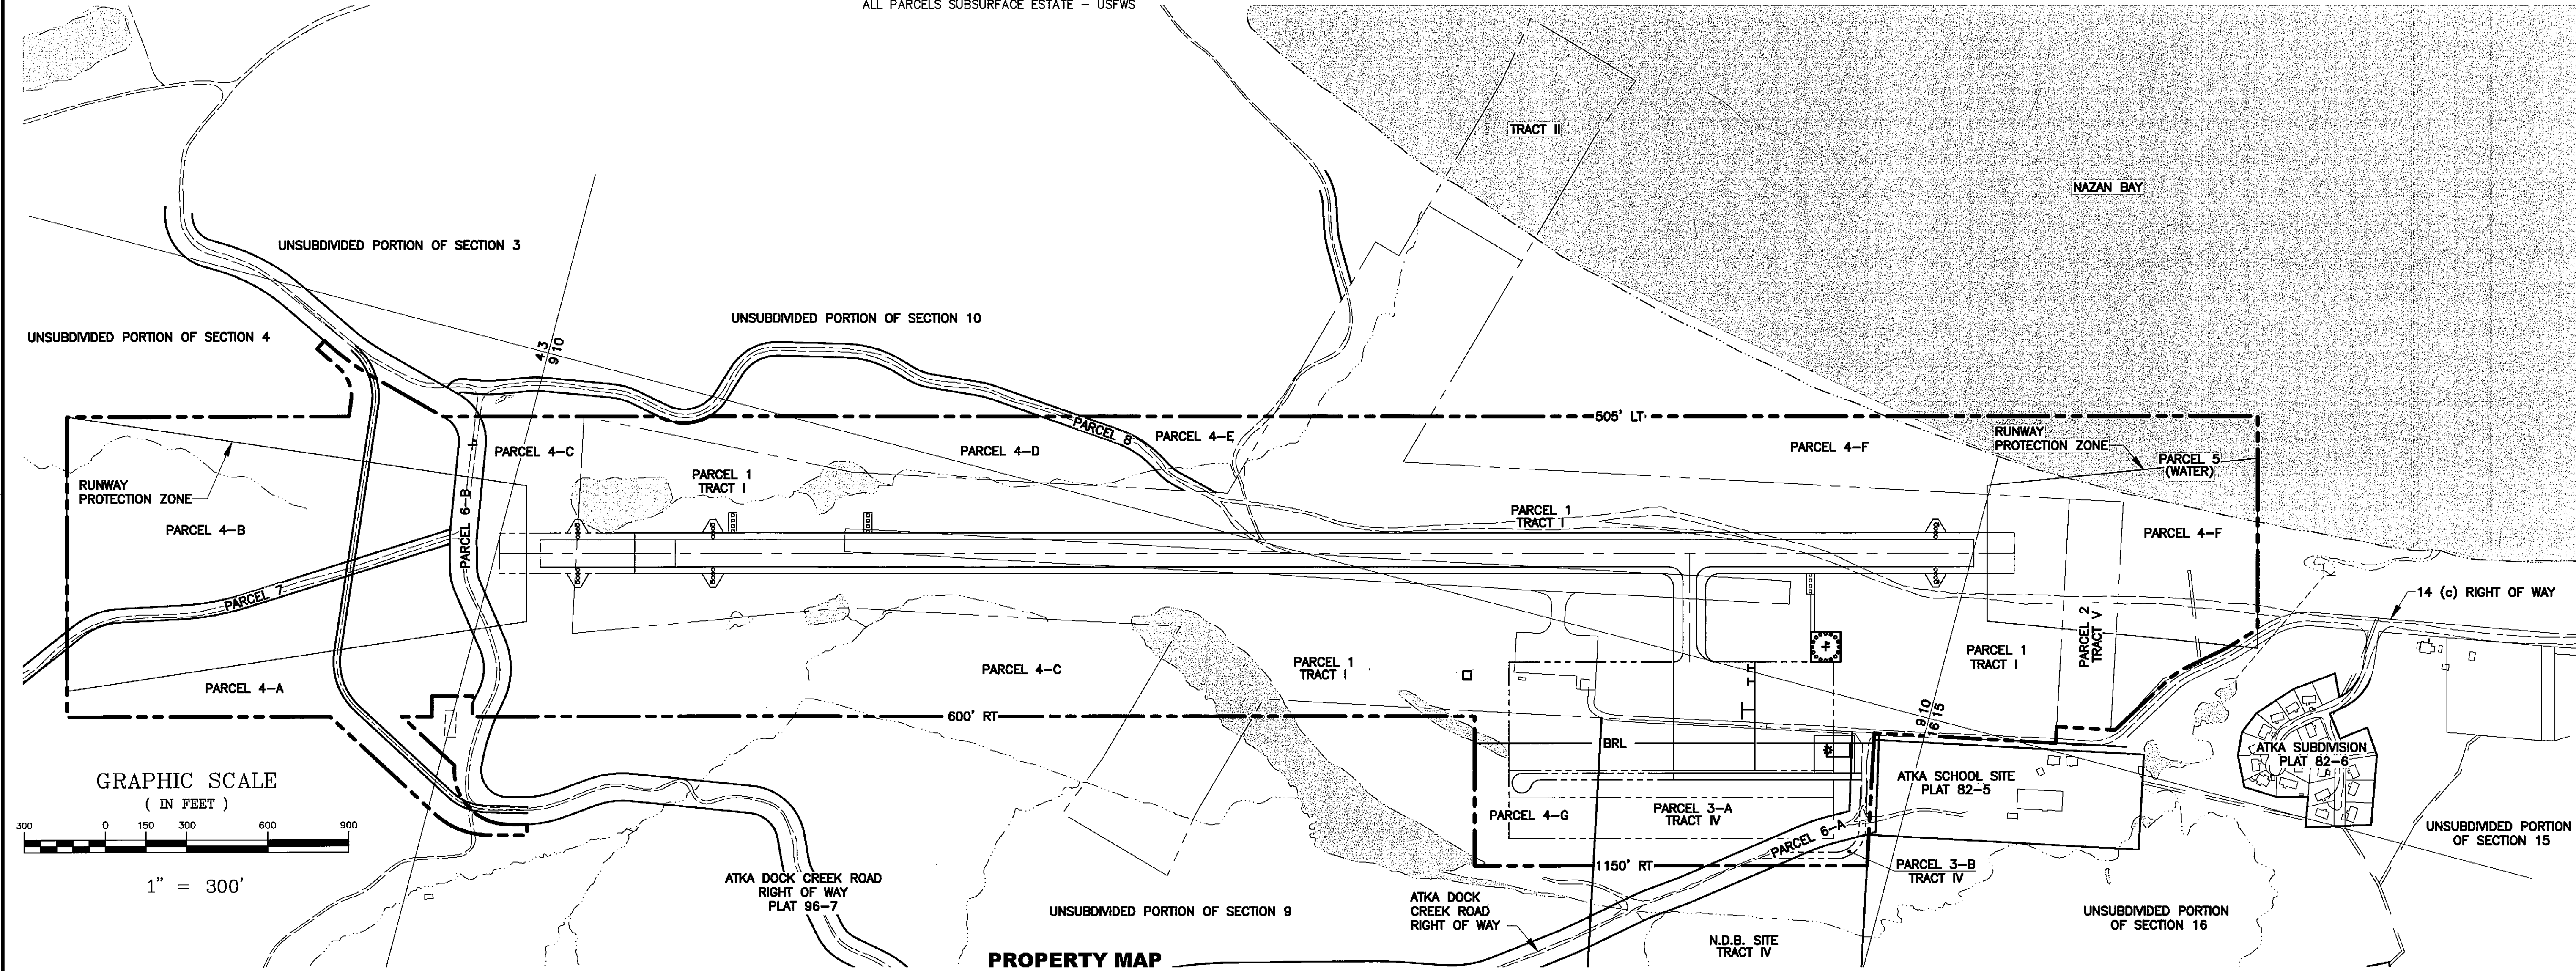 ALL PARCELS SUBSURFACE ESTATE – USFWS
TRACT II
NAZAN BAY
UNSUBDIVIDED PORTION OF SECTION 3
UNSUBDIVIDED PORTION OF SECTION 10
UNSUBDIVIDED PORTION OF SECTION 4
4 3
9 10
505' LT
PARCEL 8
PARCEL 4-E
PARCEL 4-C
PARCEL 4-D
PARCEL 4-F
RUNWAY
PROTECTION ZONE
PARCEL 5
(WATER)
PARCEL 1
TRACT I
RUNWAY
PROTECTION ZONE
PARCEL 4-B
PARCEL 6-B
PARCEL 1
TRACT I
PARCEL 4-F
PARCEL 7
14 (c) RIGHT OF WAY
PARCEL 2
TRACT V
PARCEL 4-A
PARCEL 4-C
PARCEL 1
TRACT I
PARCEL 1
TRACT I
600' RT
9 10
16 15
BRL
ATKA SUBDIVISION
PLAT 82-6
ATKA SCHOOL SITE
PLAT 82-5
GRAPHIC SCALE
( IN FEET )
300 0 150 300 600 900
1" = 300'
PARCEL 4-G
PARCEL 3-A
TRACT IV
PARCEL 6-A
UNSUBDIVIDED PORTION
OF SECTION 15
1150' RT
PARCEL 3-B
TRACT IV
ATKA DOCK CREEK ROAD
RIGHT OF WAY
PLAT 96-7
UNSUBDIVIDED PORTION OF SECTION 9
ATKA DOCK
CREEK ROAD
RIGHT OF WAY
UNSUBDIVIDED PORTION
OF SECTION 16
N.D.B. SITE
TRACT IV
PROPERTY MAP